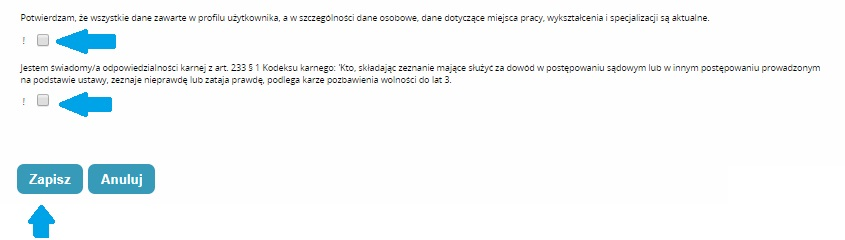 Potwierdzam, że wszystkie dane zawarte w profilu użytkownika, a w szczególności dane osobowe, dane dotyczące miejsca pracy, wykształcenia i specjalizacji są aktualne.
!
Jestem świadomy/a odpowiedzialności karnej z art. 233 § 1 Kodeksu karnego: 'Kto, składając zeznanie mające służyć za dowód w postępowaniu sądowym lub w innym postępowaniu prowadzonym
na podstawie ustawy, zeznaje nieprawdę lub zataja prawdę, podlega karze pozbawienia wolności do lat 3.
!
Zapisz Anuluj